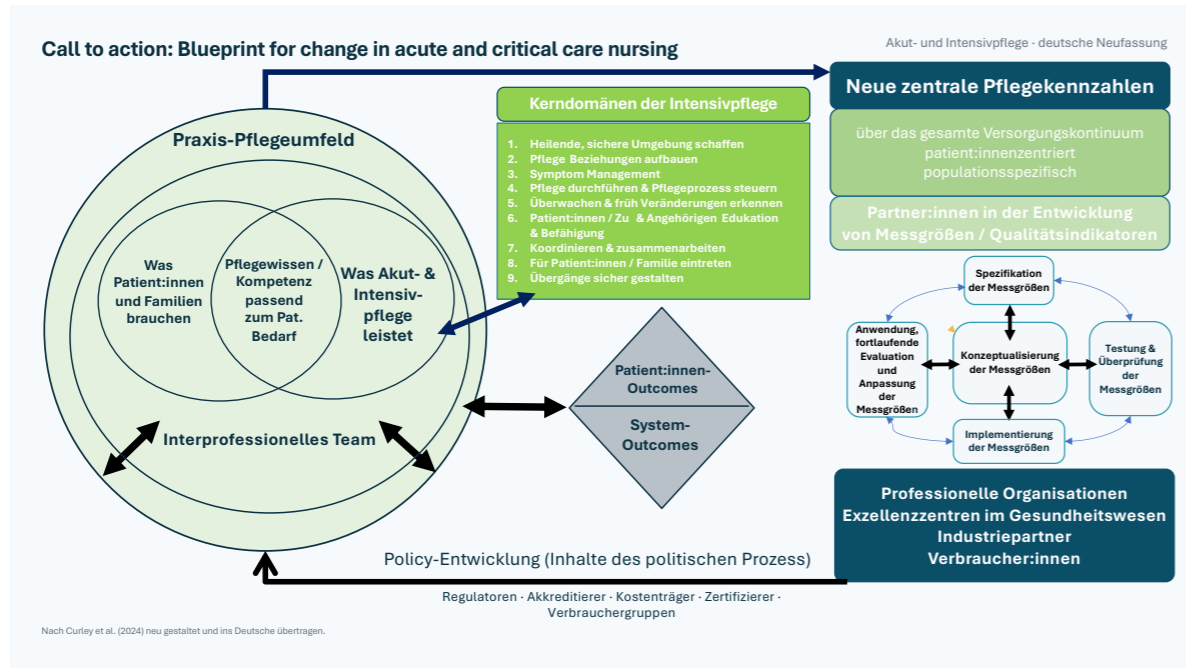 Call to action: Blueprint for change in acute and critical care nursing
Akut- und Intensivpflege · deutsche Neufassung
Praxis-Pflegeumfeld
Was
Patient:innen
und Familien
brauchen
Pflegewissen /
Kompetenz
passend
zum Pat.
Bedarf
Was Akut- &
Intensiv-
pflege
leistet
Interprofessionelles Team
Kerndomänen der Intensivpflege
1. Heilende, sichere Umgebung schaffen
2. Pflege Beziehungen aufbauen
3. Symptom Management
4. Pflege durchführen & Pflegeprozess steuern
5. Überwachen & früh Veränderungen erkennen
6. Patient:innen / Zu & Angehörigen Edukation
& Befähigung
7. Koordinieren & zusammenarbeiten
8. Für Patient:innen / Familie eintreten
9. Übergänge sicher gestalten
Patient:innen-
Outcomes
System-
Outcomes
Neue zentrale Pflegekennzahlen
über das gesamte Versorgungskontinuum
patient:innenzentriert
populationsspezifisch
Partner:innen in der Entwicklung
von Messgrößen / Qualitätsindikatoren
Spezifikation
der Messgrößen
Anwendung,
fortlaufende
Evaluation
und
Anpassung
der
Messgrößen
Konzeptualisierung
der Messgrößen
Testung &
Überprüfung
der
Messgrößen
Implementierung
der Messgrößen
Professionelle Organisationen
Exzellenzzentren im Gesundheitswesen
Industriepartner
Verbraucher:innen
Policy-Entwicklung (Inhalte des politischen Prozess)
Regulatoren · Akkreditierer · Kostenträger · Zertifizierer ·
Verbrauchergruppen
Nach Curley et al. (2024) neu gestaltet und ins Deutsche übertragen.